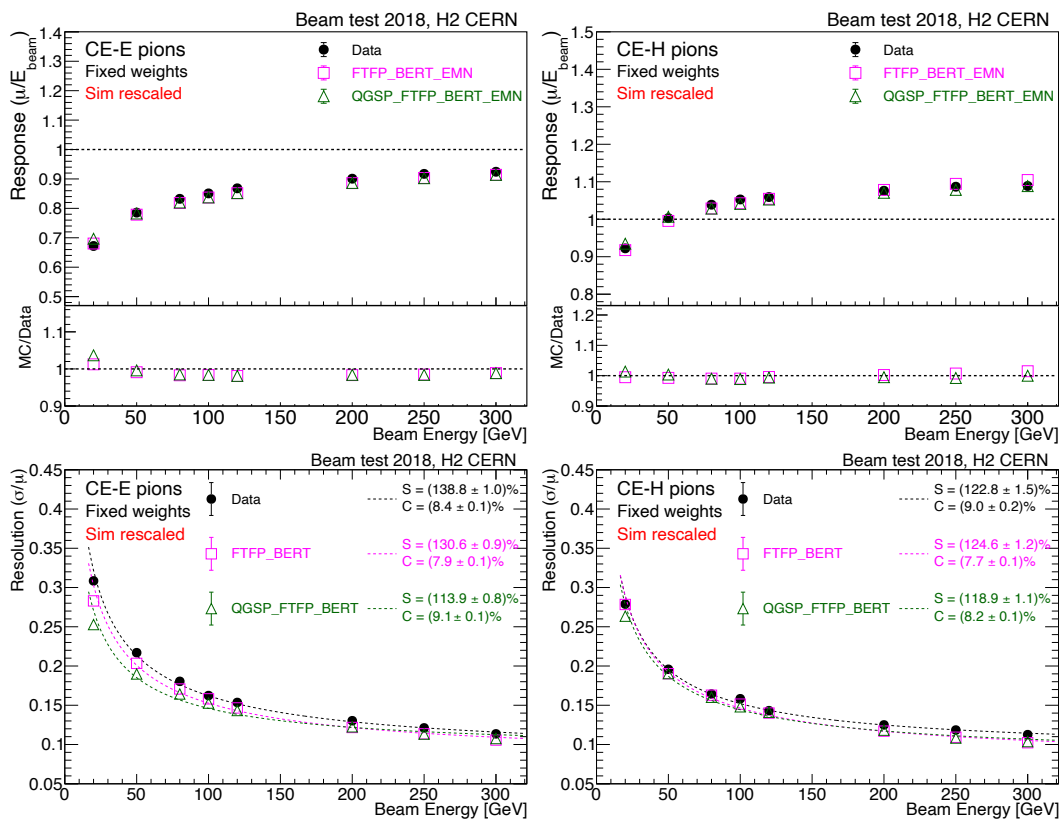 Beam test 2018, H2 CERN
Response (μ/E_beam)
1.4
1.3
1.2
1.1
1
0.9
0.8
0.7
0.6
0.5
CE-E pions
Fixed weights
Sim rescaled
Data
FTFP_BERT_EMN
QGSP_FTFP_BERT_EMN
MC/Data
1.1
1
0.9
0 50 100 150 200 250 300
Beam Energy [GeV]
Beam test 2018, H2 CERN
Response (μ/E_beam)
1.5
1.4
1.3
1.2
1.1
1
0.9
0.8
CE-H pions
Fixed weights
Sim rescaled
Data
FTFP_BERT_EMN
QGSP_FTFP_BERT_EMN
MC/Data
1.2
1.1
1
0.9
0 50 100 150 200 250 300
Beam Energy [GeV]
Beam test 2018, H2 CERN
Resolution (σ/μ)
0.45
0.4
0.35
0.3
0.25
0.2
0.15
0.1
0.05
CE-E pions
Fixed weights
Sim rescaled
Data
S = (138.8 ± 1.0)%
C = (8.4 ± 0.1)%
FTFP_BERT
S = (130.6 ± 0.9)%
C = (7.9 ± 0.1)%
QGSP_FTFP_BERT
S = (113.9 ± 0.8)%
C = (9.1 ± 0.1)%
0 50 100 150 200 250 300
Beam Energy [GeV]
Beam test 2018, H2 CERN
Resolution (σ/μ)
0.45
0.4
0.35
0.3
0.25
0.2
0.15
0.1
0.05
CE-H pions
Fixed weights
Sim rescaled
Data
S = (122.8 ± 1.5)%
C = (9.0 ± 0.2)%
FTFP_BERT
S = (124.6 ± 1.2)%
C = (7.7 ± 0.1)%
QGSP_FTFP_BERT
S = (118.9 ± 1.1)%
C = (8.2 ± 0.1)%
0 50 100 150 200 250 300
Beam Energy [GeV]